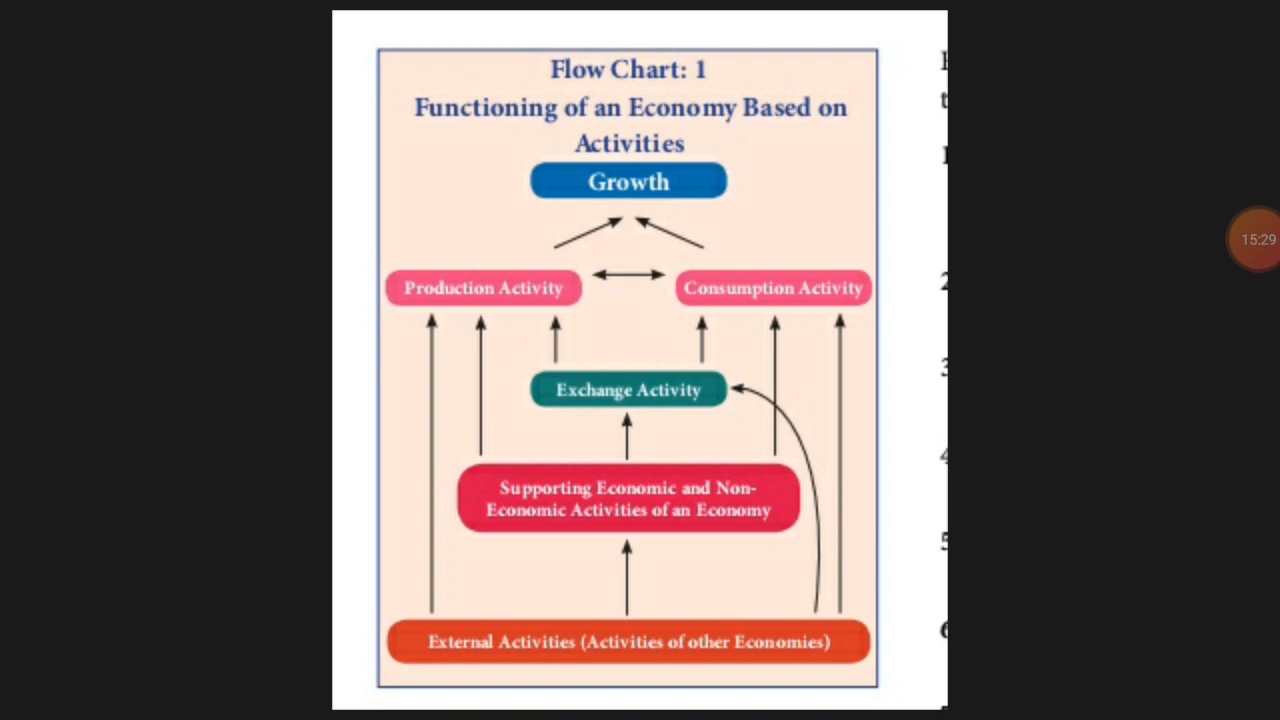 Flow Chart: 1
Functioning of an Economy Based on
Activities
Growth
Production Activity
Consumption Activity
Exchange Activity
Supporting Economic and Non-
Economic Activities of an Economy
External Activities (Activities of other Economies)
15:29